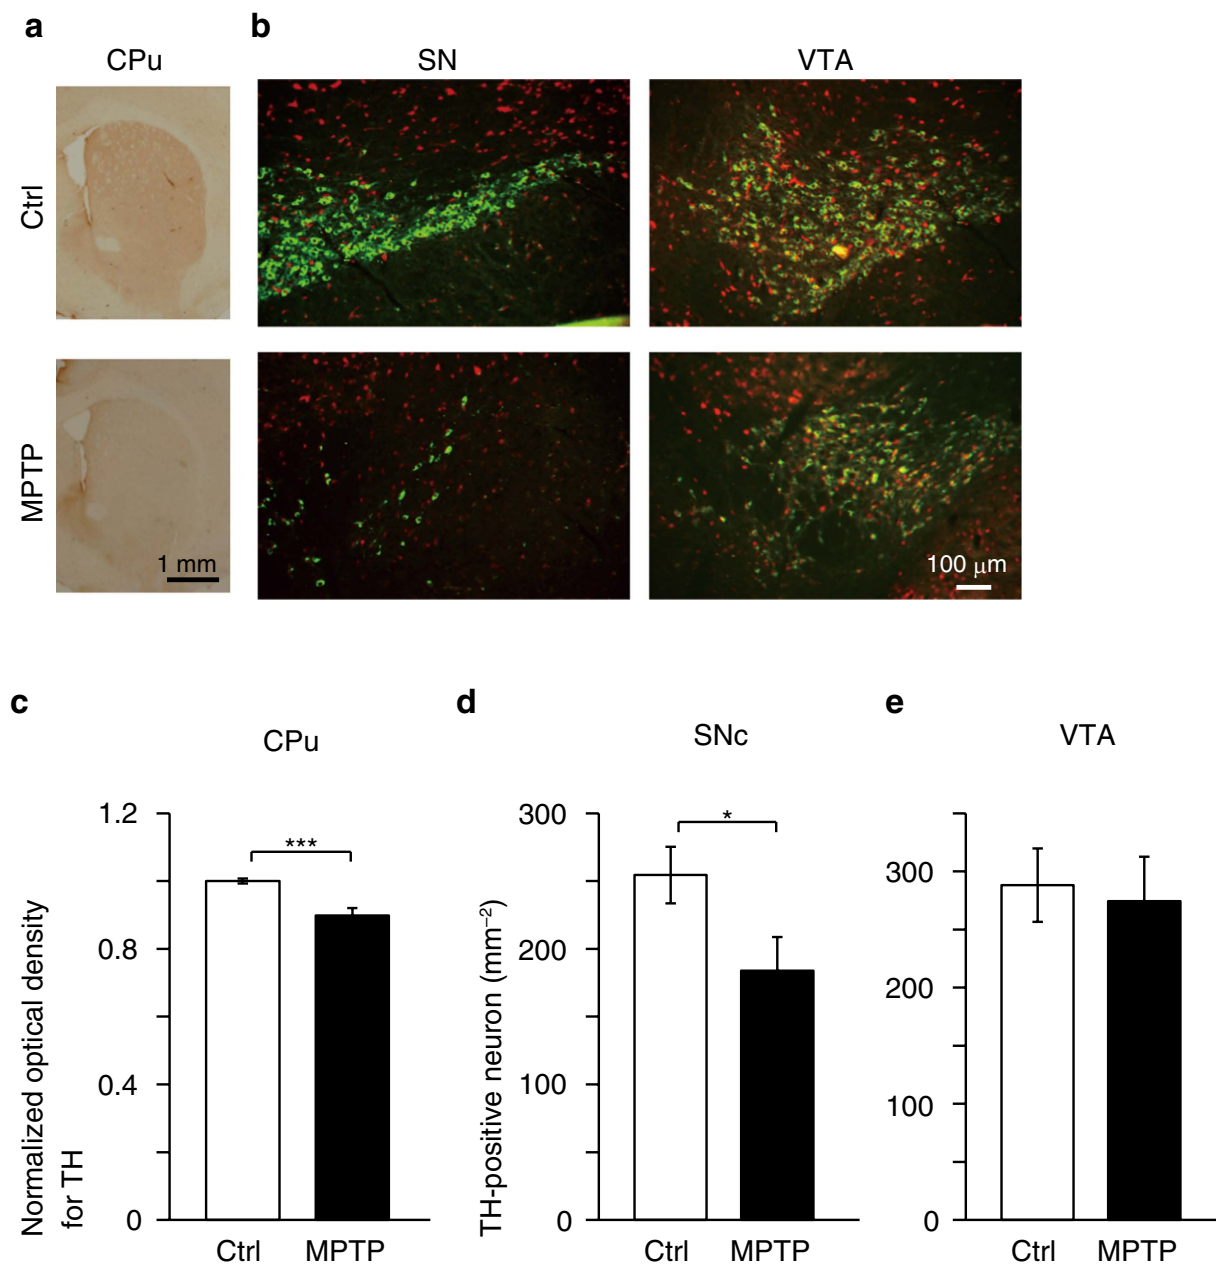 a
b
CPu
SN
VTA
Ctrl
MPTP
1 mm
100 μm
c
d
e
CPu
SNc
VTA
Normalized optical density
for TH
1.2
0.8
0.4
0
***
Ctrl
MPTP
TH-positive neuron (mm⁻²)
300
200
100
0
*
Ctrl
MPTP
300
200
100
0
Ctrl
MPTP